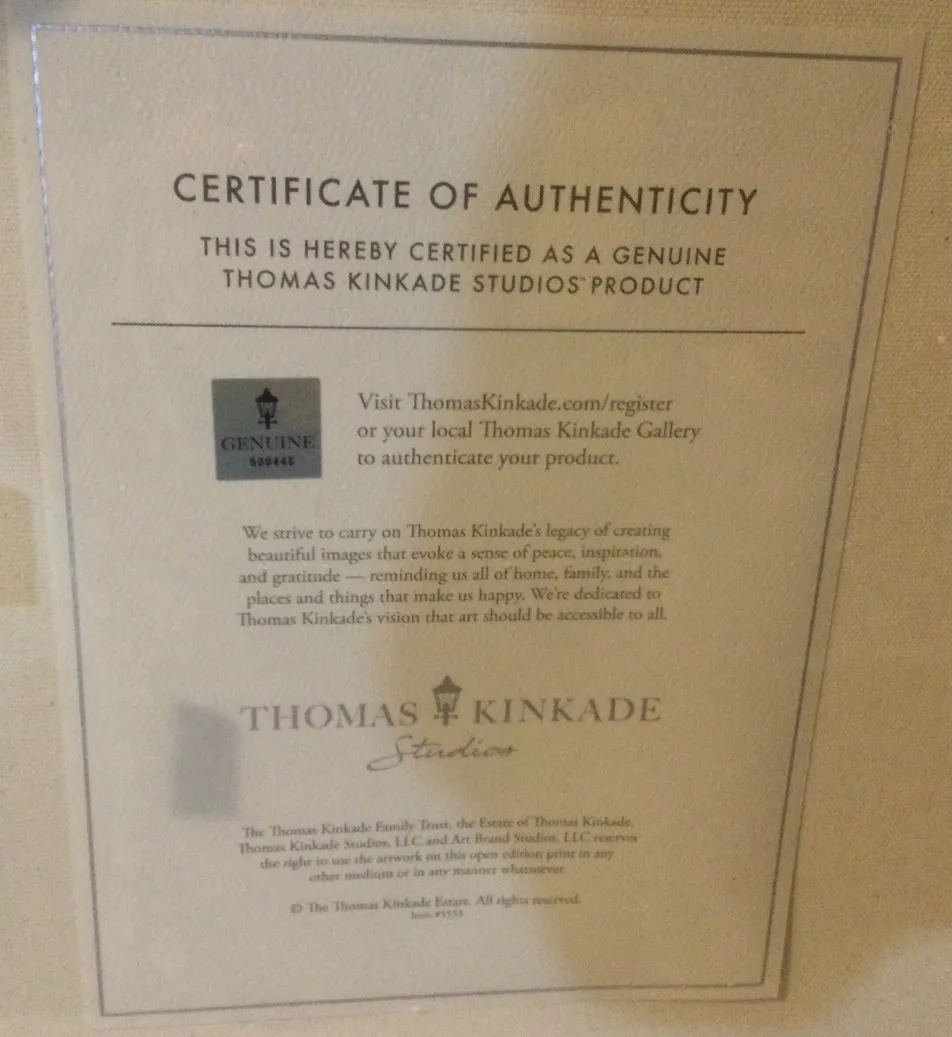 CERTIFICATE OF AUTHENTICITY
THIS IS HEREBY CERTIFIED AS A GENUINE
THOMAS KINKADE STUDIOS™ PRODUCT
GENUINE
Visit ThomasKinkade.com/register
or your local Thomas Kinkade Gallery
to authenticate your product.
We strive to carry on Thomas Kinkade's legacy of creating
beautiful images that evoke a sense of peace, inspiration,
and gratitude — reminding us all of home, family, and the
places and things that make us happy. We're dedicated to
Thomas Kinkade's vision that art should be accessible to all.
THOMAS KINKADE
Studios
The Thomas Kinkade Family Trust, the Estate of Thomas Kinkade,
Thomas Kinkade Studios, LLC and Art Brand Studios, LLC reserves
the right to use the artwork on this open edition print in any
other medium or in any manner whatsoever.
© The Thomas Kinkade Estate. All rights reserved.
Item